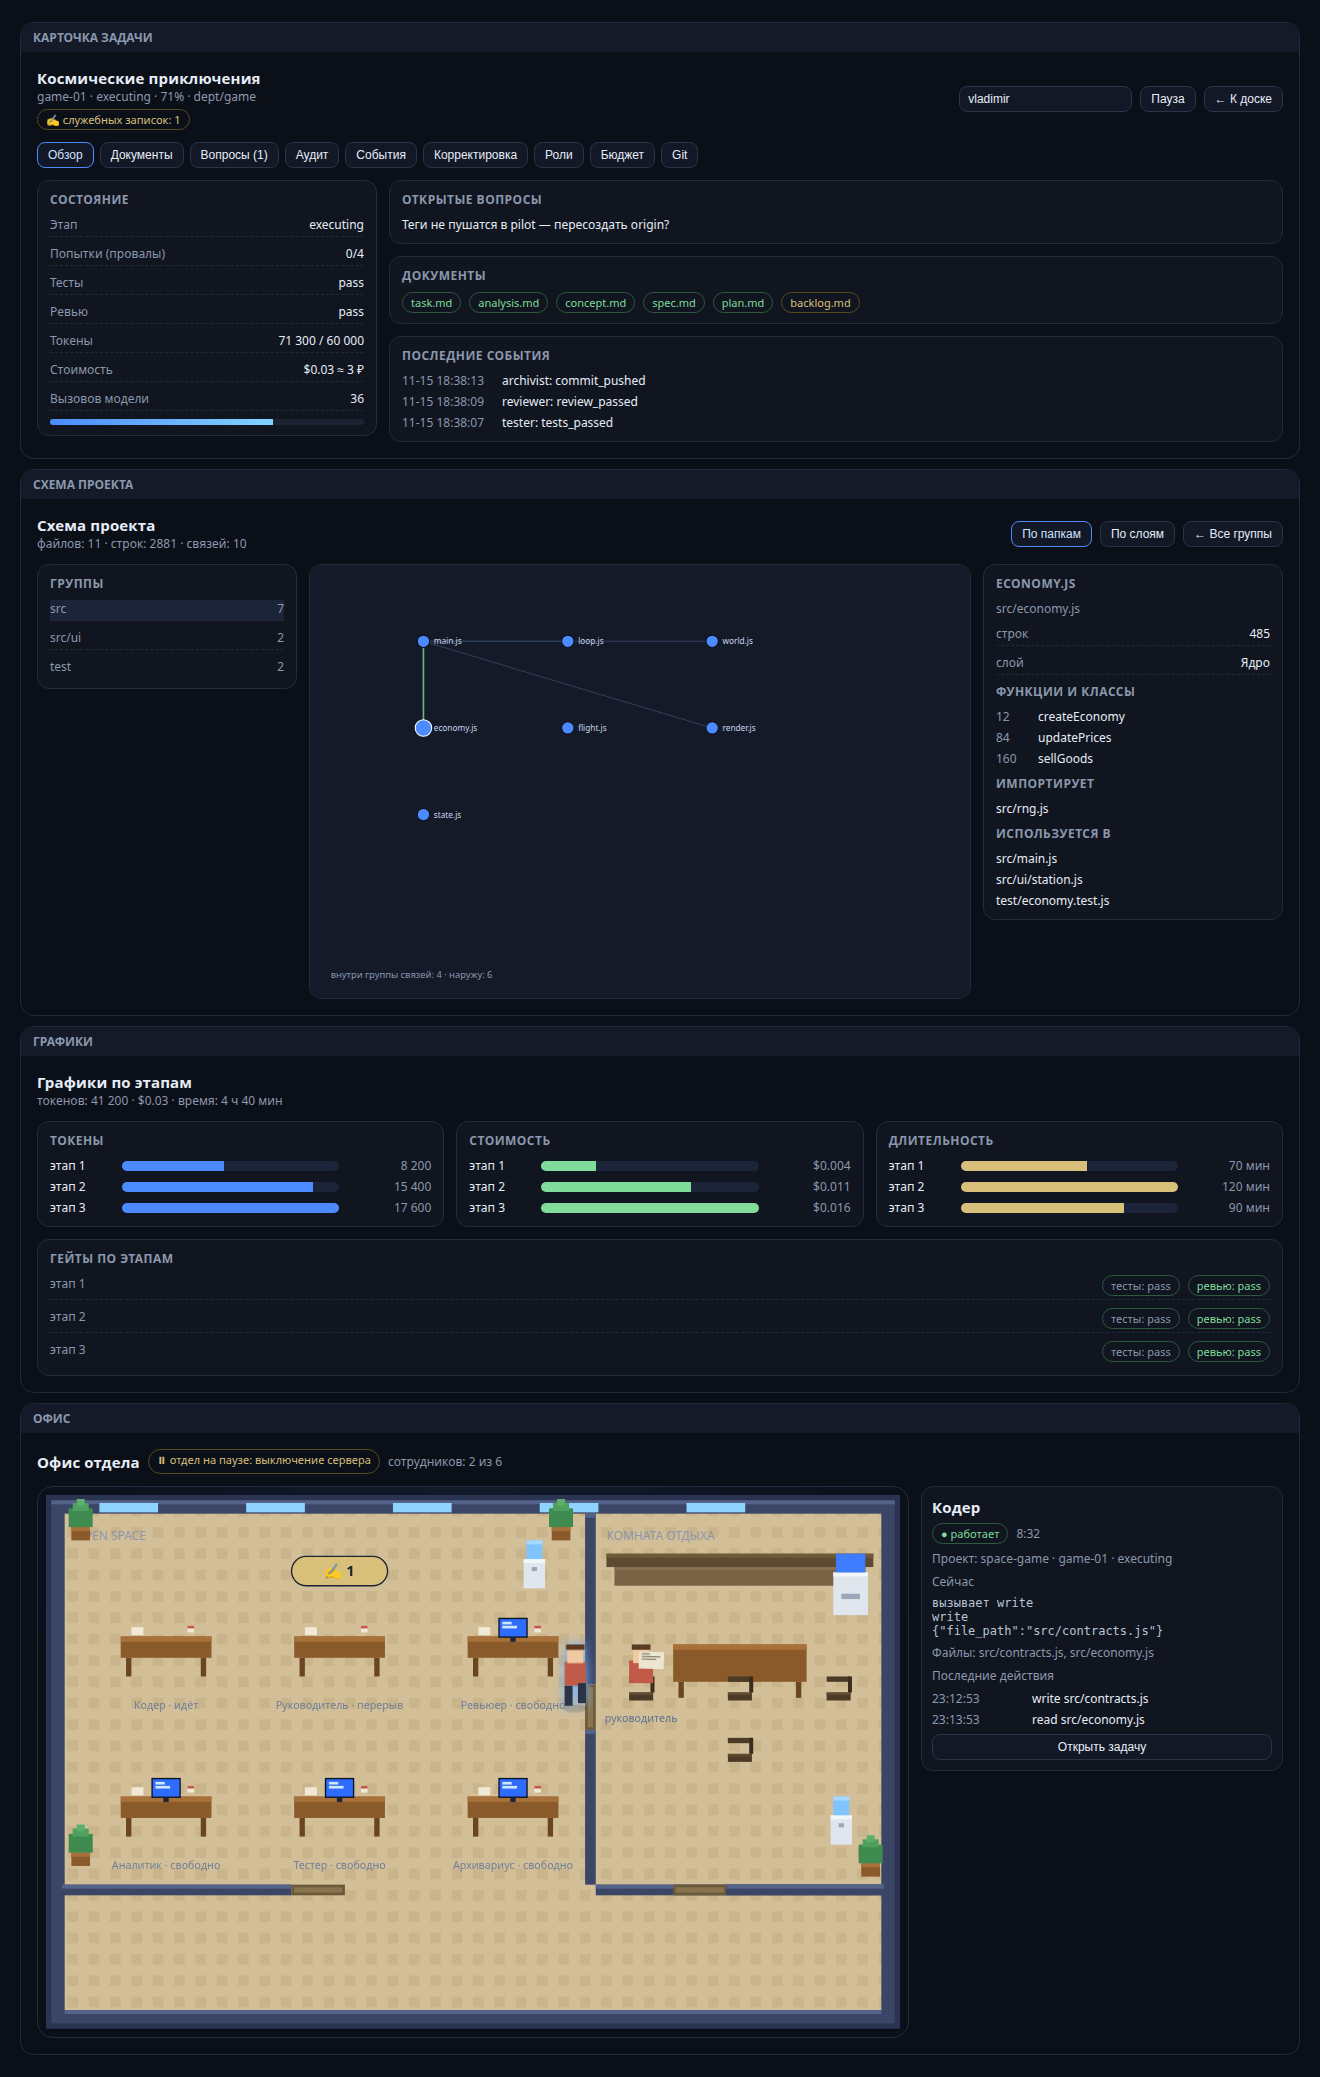 КАРТОЧКА ЗАДАЧИ
Космические приключения
game-01 · executing · 71% · dept/game
✍ служебных записок: 1
vladimir
Пауза
← К доске
Обзор
Документы
Вопросы (1)
Аудит
События
Корректировка
Роли
Бюджет
Git
СОСТОЯНИЕ
Этап executing
Попытки (провалы) 0/4
Тесты pass
Ревью pass
Токены 71 300 / 60 000
Стоимость $0.03 ≈ 3 ₽
Вызовов модели 36
ОТКРЫТЫЕ ВОПРОСЫ
Теги не пушатся в pilot — пересоздать origin?
ДОКУМЕНТЫ
task.md
analysis.md
concept.md
spec.md
plan.md
backlog.md
ПОСЛЕДНИЕ СОБЫТИЯ
11-15 18:38:13 archivist: commit_pushed
11-15 18:38:09 reviewer: review_passed
11-15 18:38:07 tester: tests_passed
СХЕМА ПРОЕКТА
Схема проекта
файлов: 11 · строк: 2881 · связей: 10
По папкам
По слоям
← Все группы
ГРУППЫ
src 7
src/ui 2
test 2
main.js
loop.js
world.js
economy.js
flight.js
render.js
state.js
внутри группы связей: 4 · наружу: 6
ECONOMY.JS
src/economy.js
строк 485
слой Ядро
ФУНКЦИИ И КЛАССЫ
12 createEconomy
84 updatePrices
160 sellGoods
ИМПОРТИРУЕТ
src/rng.js
ИСПОЛЬЗУЕТСЯ В
src/main.js
src/ui/station.js
test/economy.test.js
ГРАФИКИ
Графики по этапам
токенов: 41 200 · $0.03 · время: 4 ч 40 мин
ТОКЕНЫ
этап 1 8 200
этап 2 15 400
этап 3 17 600
СТОИМОСТЬ
этап 1 $0.004
этап 2 $0.011
этап 3 $0.016
ДЛИТЕЛЬНОСТЬ
этап 1 70 мин
этап 2 120 мин
этап 3 90 мин
ГЕЙТЫ ПО ЭТАПАМ
этап 1 тесты: pass ревью: pass
этап 2 тесты: pass ревью: pass
этап 3 тесты: pass ревью: pass
ОФИС
Офис отдела
⏸ отдел на паузе: выключение сервера
сотрудников: 2 из 6
PEN SPACE
КОМНАТА ОТДЫХА
✍ 1
Кодер · идёт
Руководитель · перерыв
Ревьюер · свободно
руководитель
Аналитик · свободно
Тестер · свободно
Архивариус · свободно
Кодер
● работает 8:32
Проект: space-game · game-01 · executing
Сейчас
вызывает write
write
{"file_path":"src/contracts.js"}
Файлы: src/contracts.js, src/economy.js
Последние действия
23:12:53 write src/contracts.js
23:13:53 read src/economy.js
Открыть задачу